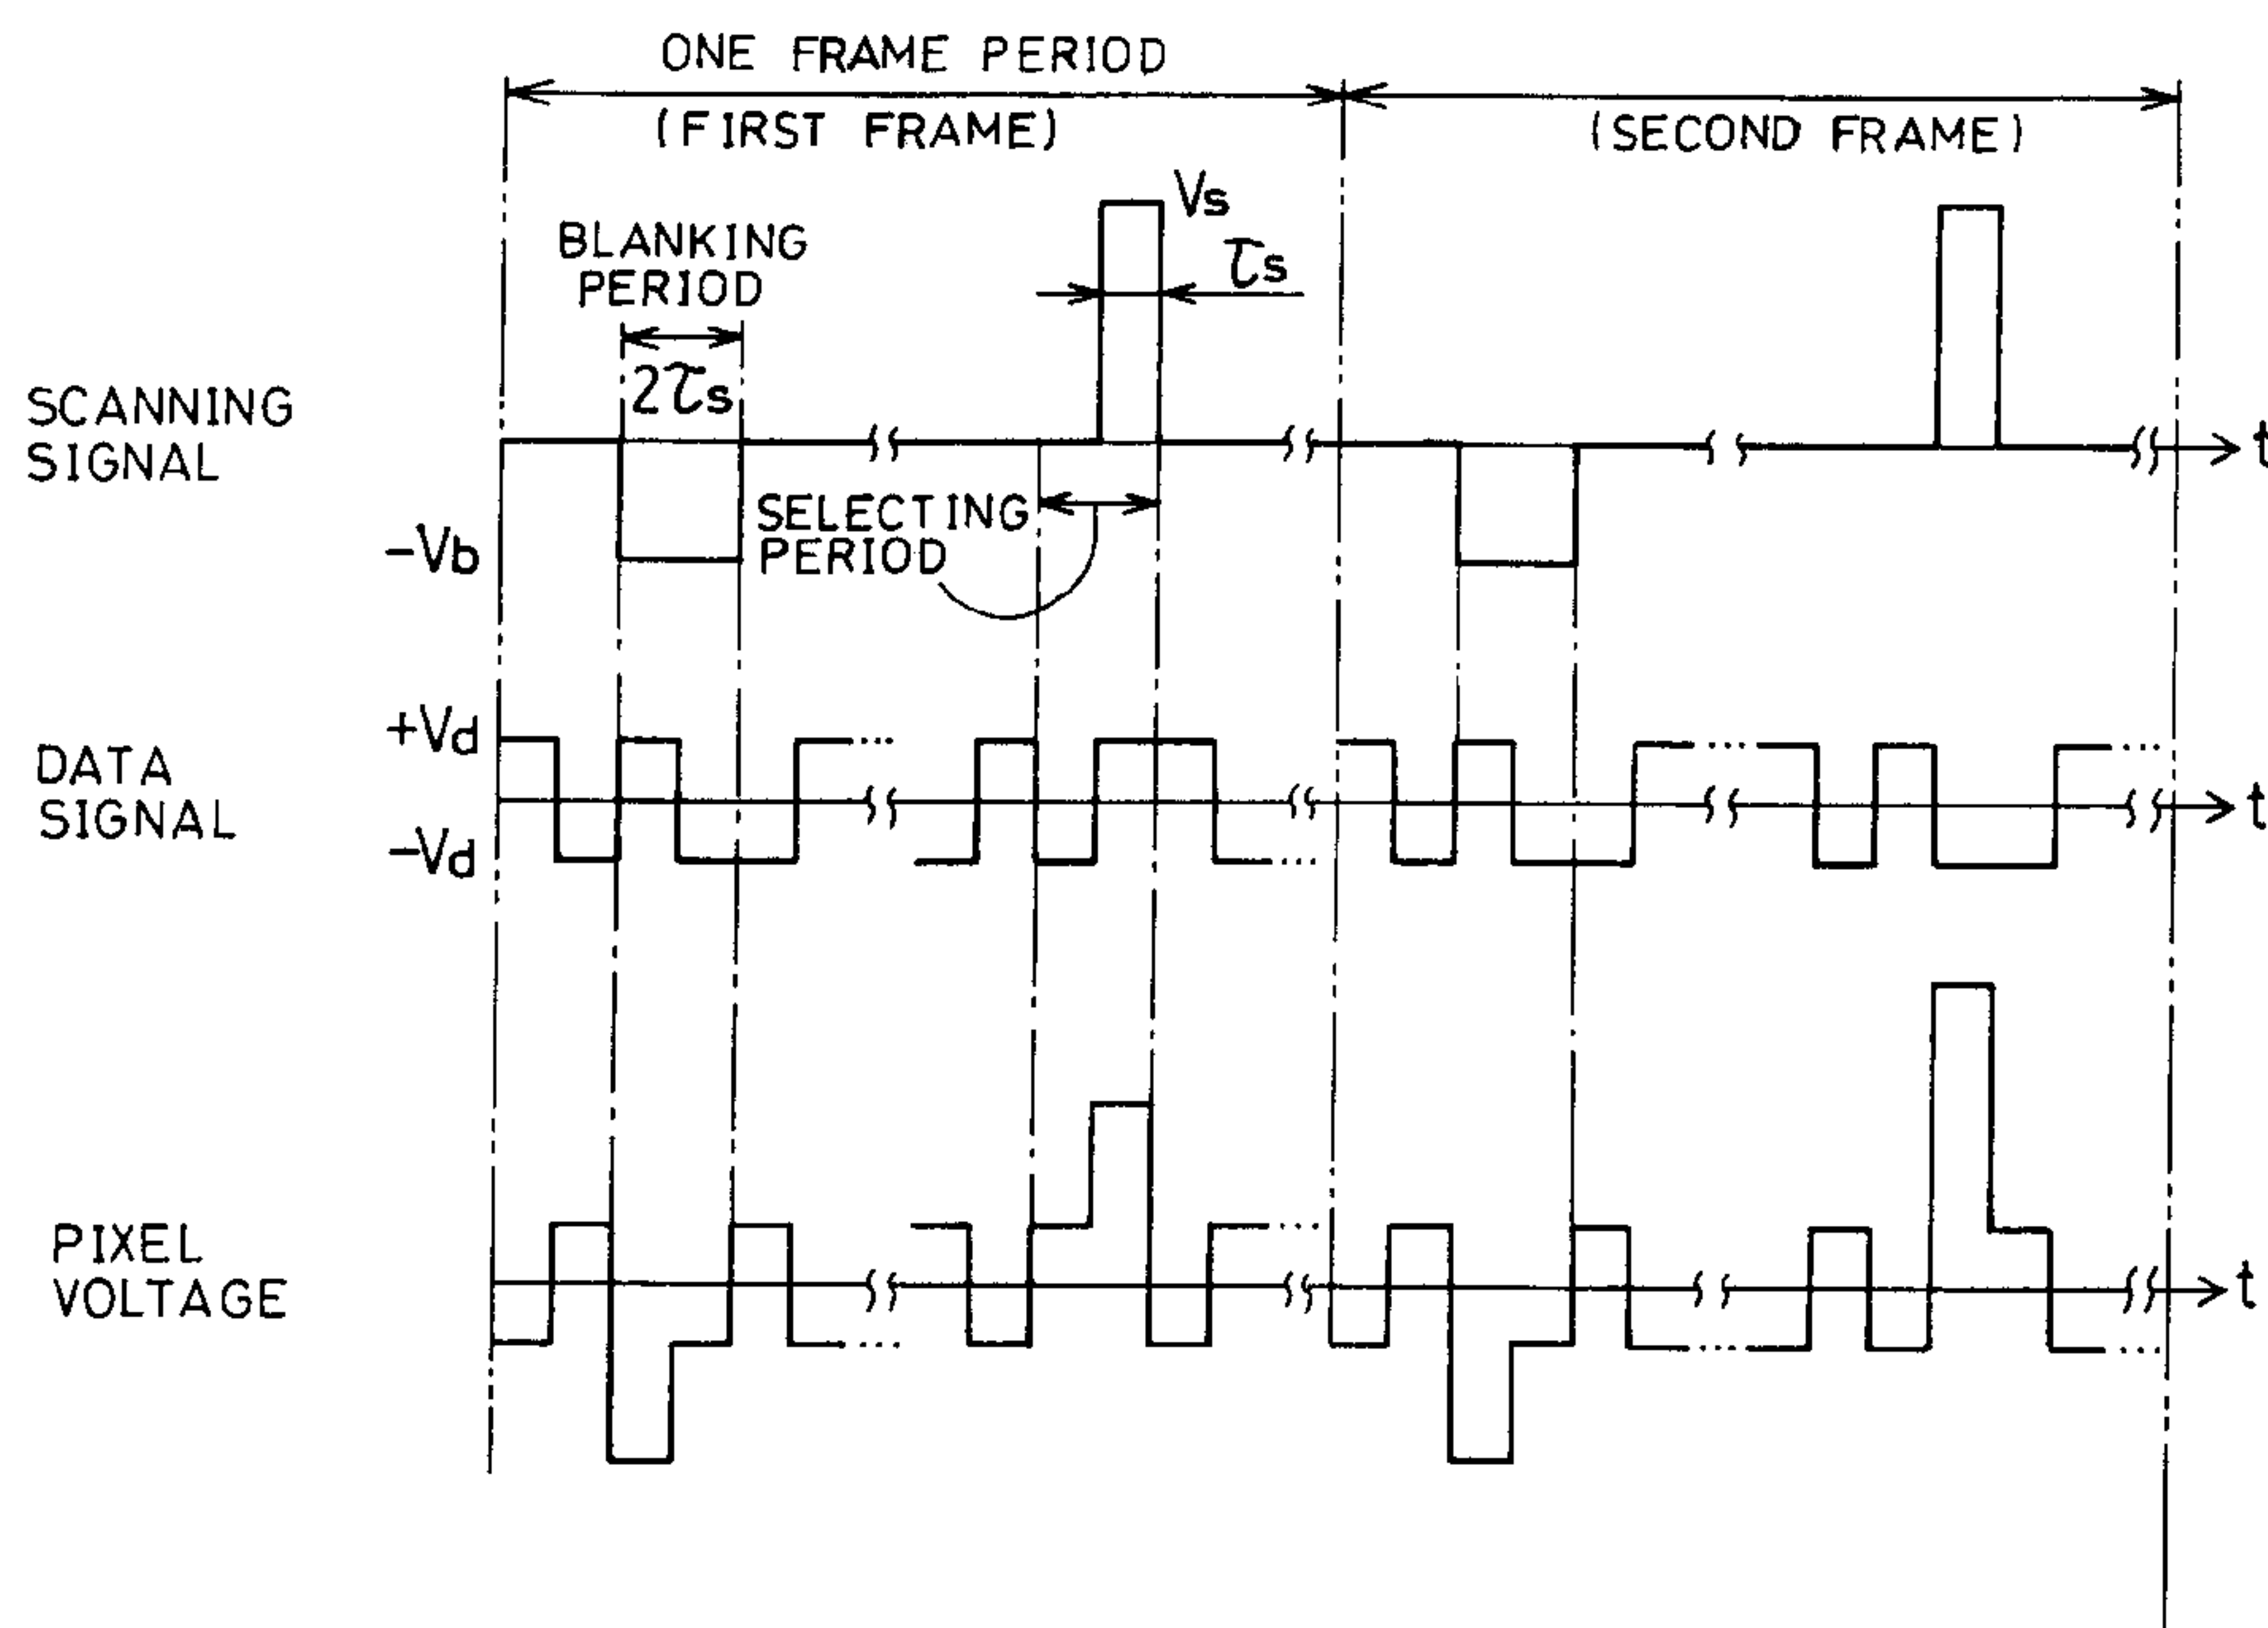 ONE FRAME PERIOD
(FIRST FRAME)
(SECOND FRAME)
Vs
τs
BLANKING
PERIOD
2τs
SCANNING
SIGNAL
t
-Vb
SELECTING
PERIOD
+Vd
DATA
SIGNAL
-Vd
t
PIXEL
VOLTAGE
t